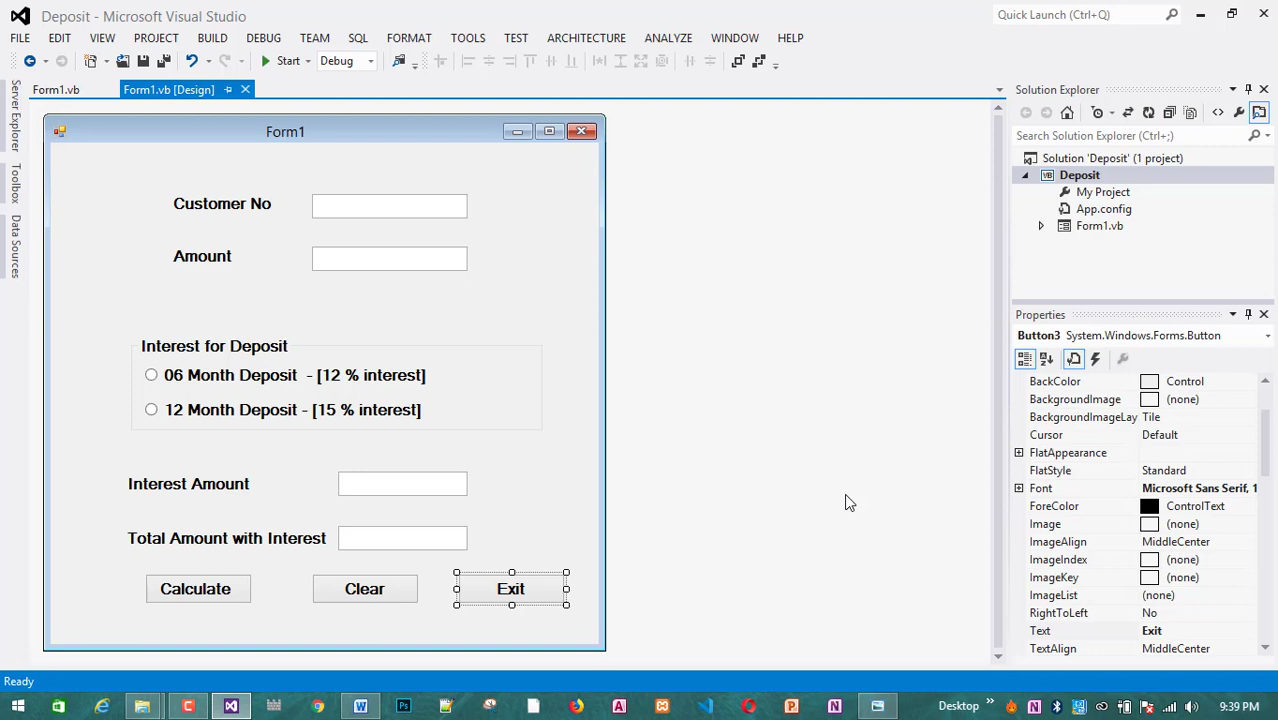 Deposit - Microsoft Visual Studio
Quick Launch (Ctrl+Q)
FILE EDIT VIEW PROJECT BUILD DEBUG TEAM SQL FORMAT TOOLS TEST ARCHITECTURE ANALYZE WINDOW HELP
Start Debug
Server Explorer
Toolbox
Data Sources
Form1.vb Form1.vb [Design]
Form1
Customer No
Amount
Interest for Deposit
06 Month Deposit - [12 % interest]
12 Month Deposit - [15 % interest]
Interest Amount
Total Amount with Interest
Calculate Clear Exit
Solution Explorer
Search Solution Explorer (Ctrl+;)
Solution 'Deposit' (1 project)
VB Deposit
My Project
App.config
Form1.vb
Properties
Button3 System.Windows.Forms.Button
BackColor Control
BackgroundImage (none)
BackgroundImageLay Tile
Cursor Default
FlatAppearance
FlatStyle Standard
Font Microsoft Sans Serif, 1
ForeColor ControlText
Image (none)
ImageAlign MiddleCenter
ImageIndex (none)
ImageKey (none)
ImageList (none)
RightToLeft No
Text Exit
TextAlign MiddleCenter
Ready
Desktop 9:39 PM